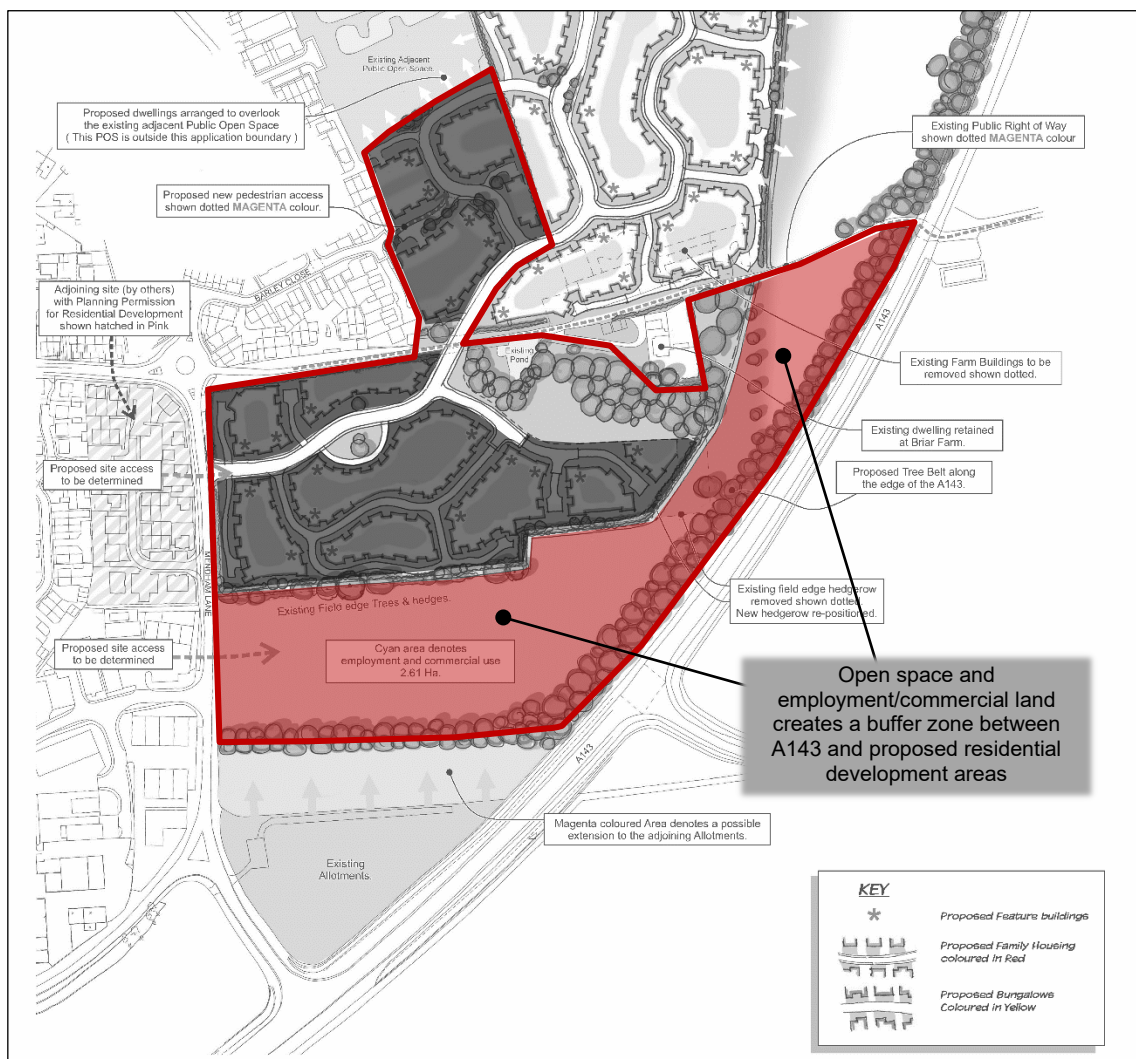 Existing Adjacent
Public Open Space
Proposed dwellings arranged to overlook
the existing adjacent Public Open Space
( This POS is outside this application boundary )
Existing Public Right of Way
shown dotted MAGENTA colour
Proposed new pedestrian access
shown dotted MAGENTA colour.
BARLEY CLOSE
Adjoining site (by others)
with Planning Permission
for Residential Development
shown hatched in Pink
A143
Existing
Pond
Existing Farm Buildings to be
removed shown dotted.
Existing dwelling retained
at Briar Farm.
Proposed site access
to be determined
Proposed Tree Belt along
the edge of the A143.
MENDHAM LANE
Existing Field edge Trees & hedges.
Existing field edge hedgerow
removed shown dotted
New hedgerow re-positioned.
Proposed site access
to be determined
Cyan area denotes
employment and commercial use
2.61 Ha.
Open space and
employment/commercial land
creates a buffer zone between
A143 and proposed residential
development areas
A143
Magenta coloured Area denotes a possible
extension to the adjoining Allotments.
Existing
Allotments.
KEY
Proposed Feature buildings
Proposed Family Housing
coloured in Red
Proposed Bungalows
Coloured in Yellow